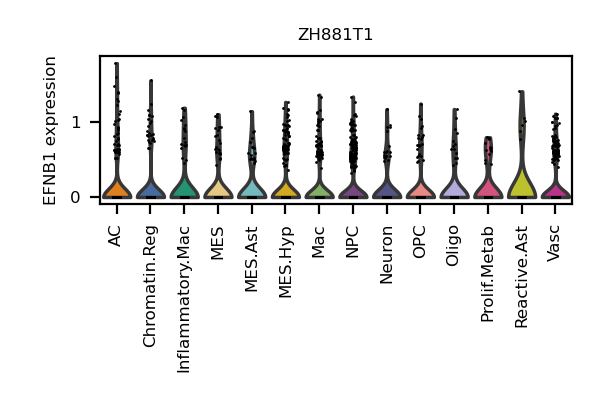 ZH881T1
EFNB1 expression
1
0
AC
Chromatin.Reg
Inflammatory.Mac
MES
MES.Ast
MES.Hyp
Mac
NPC
Neuron
OPC
Oligo
Prolif.Metab
Reactive.Ast
Vasc